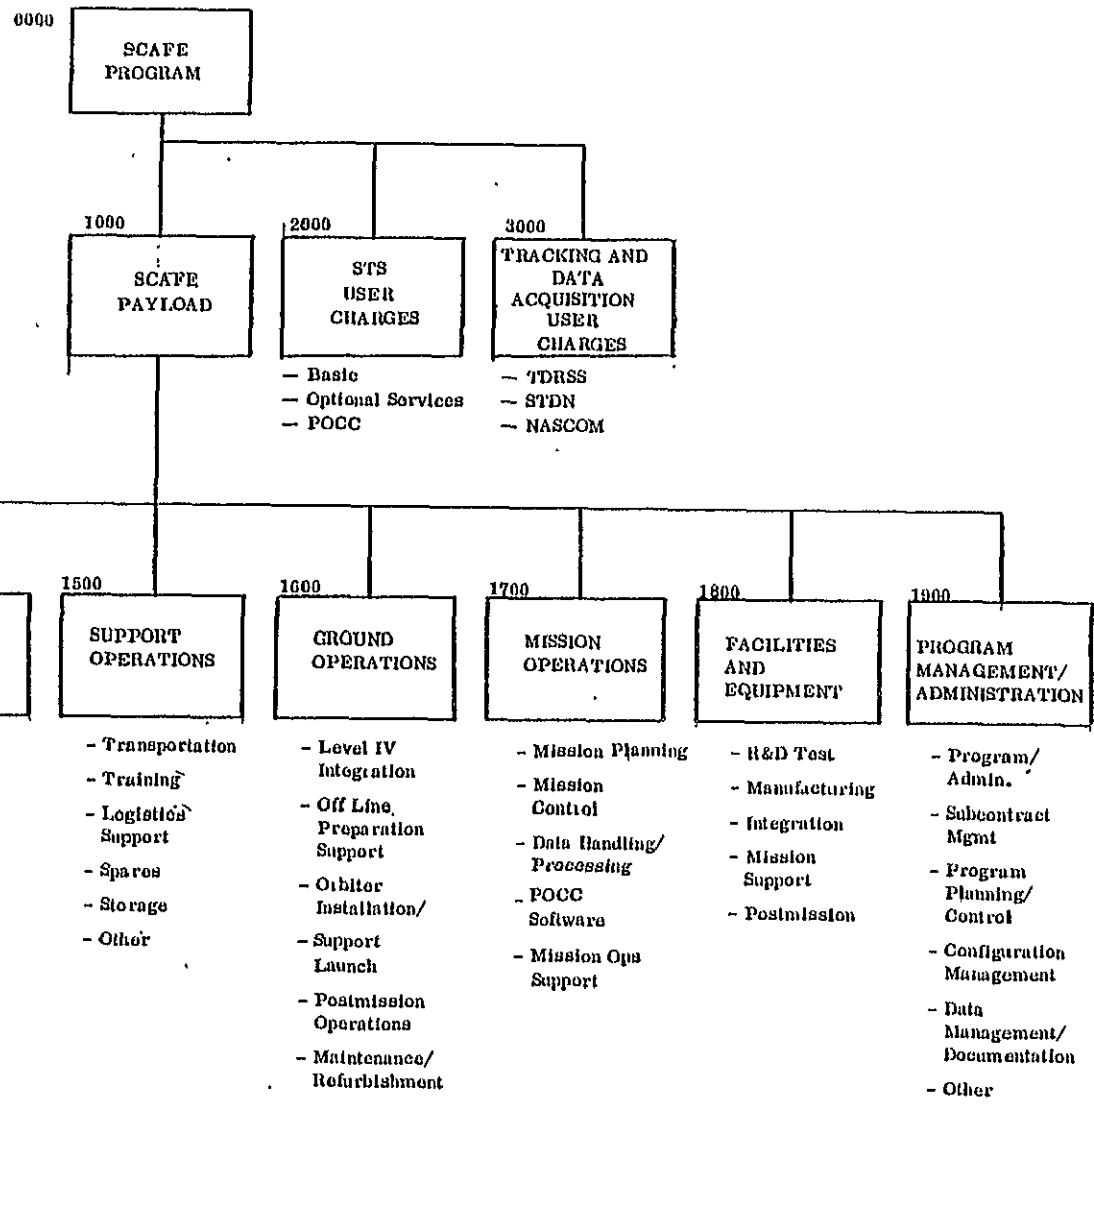 0000
SCAFE
PROGRAM
1000
SCAFE
PAYLOAD
2000
STS
USER
CHARGES
- Basic
- Optional Services
- POCC
3000
TRACKING AND
DATA
ACQUISITION
USER
CHARGES
- TDRSS
- STDN
- NASCOM
1500
SUPPORT
OPERATIONS
- Transportation
- Training
- Logistics
Support
- Spares
- Storage
- Other
1600
GROUND
OPERATIONS
- Level IV
Integration
- Off Line
Preparation
Support
- Orbiter
Installation/
- Support
Launch
- Postmission
Operations
- Maintenance/
Refurbishment
1700
MISSION
OPERATIONS
- Mission Planning
- Mission
Control
- Data Handling/
Processing
- POCC
Software
- Mission Ops
Support
1800
FACILITIES
AND
EQUIPMENT
- R&D Test
- Manufacturing
- Integration
- Mission
Support
- Postmission
1900
PROGRAM
MANAGEMENT/
ADMINISTRATION
- Program/
Admin.
- Subcontract
Mgmt
- Program
Planning/
Control
- Configuration
Management
- Data
Management/
Documentation
- Other